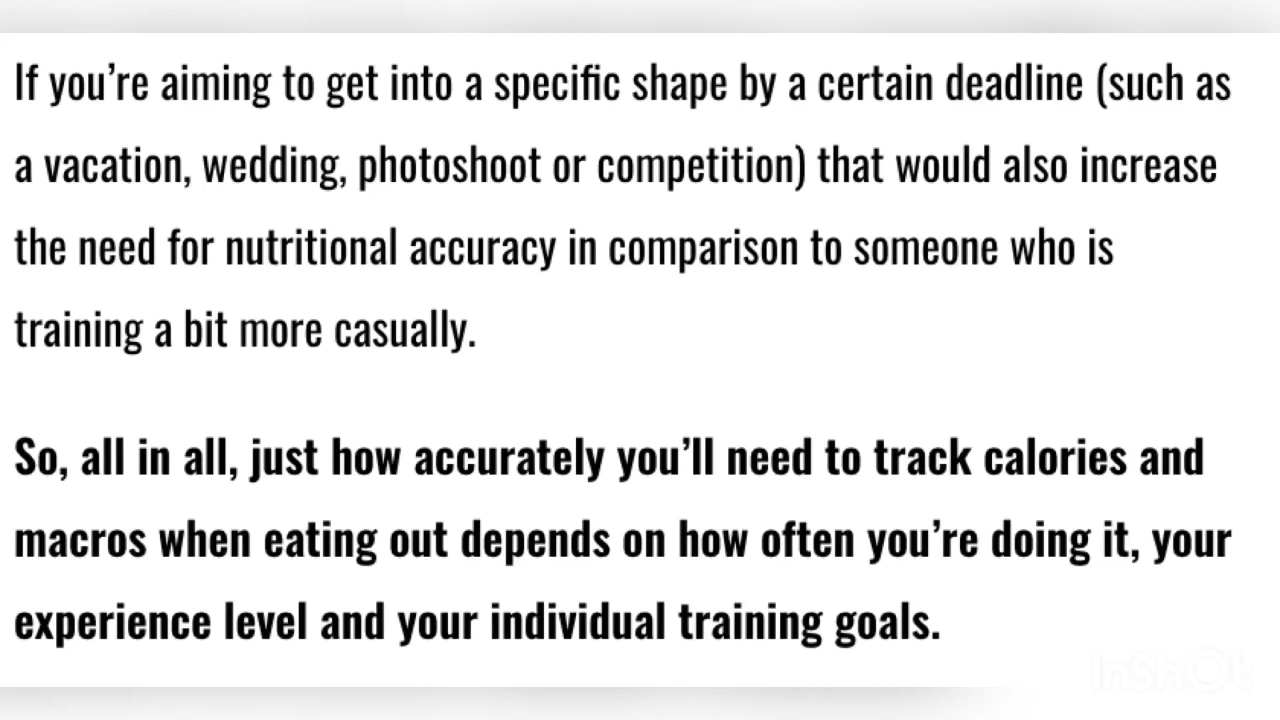 If you’re aiming to get into a specific shape by a certain deadline (such as
a vacation, wedding, photoshoot or competition) that would also increase
the need for nutritional accuracy in comparison to someone who is
training a bit more casually.
So, all in all, just how accurately you’ll need to track calories and
macros when eating out depends on how often you’re doing it, your
experience level and your individual training goals.
InShOt